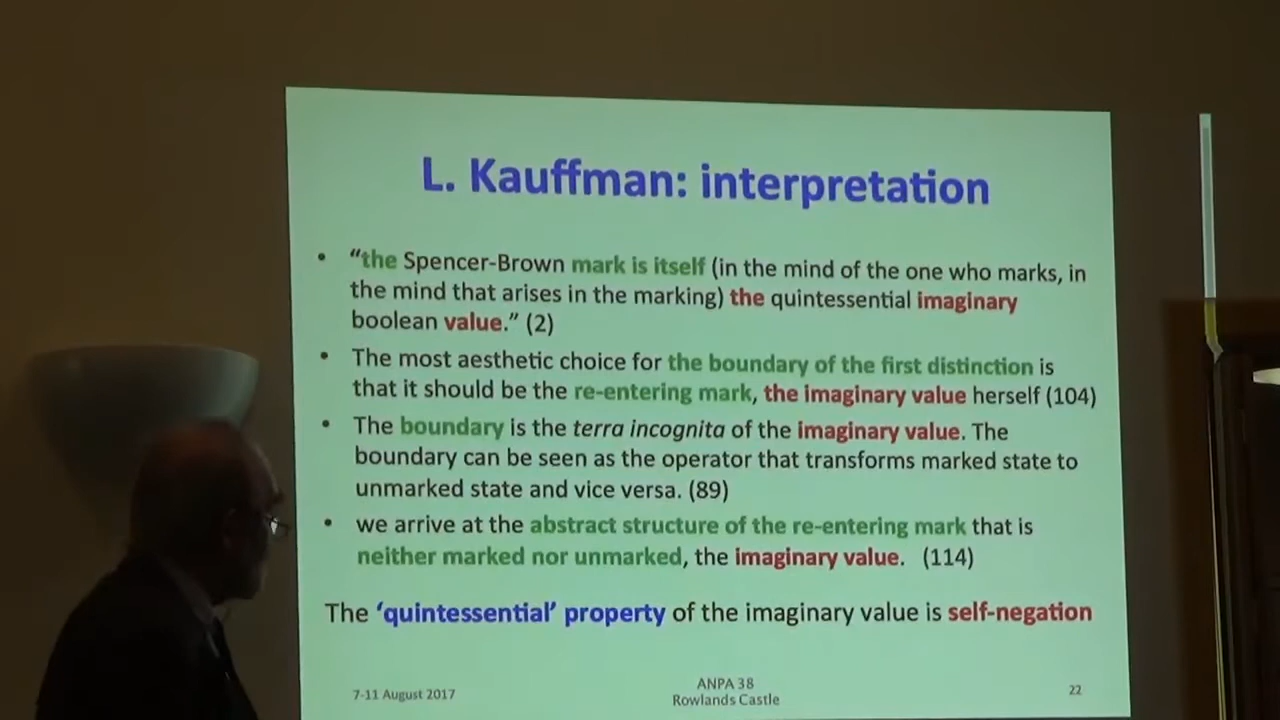 L. Kauffman: interpretation
• “the Spencer-Brown mark is itself (in the mind of the one who marks, in
the mind that arises in the marking) the quintessential imaginary
boolean value.” (2)
• The most aesthetic choice for the boundary of the first distinction is
that it should be the re-entering mark, the imaginary value herself (104)
• The boundary is the terra incognita of the imaginary value. The
boundary can be seen as the operator that transforms marked state to
unmarked state and vice versa. (89)
• we arrive at the abstract structure of the re-entering mark that is
neither marked nor unmarked, the imaginary value. (114)
The ‘quintessential’ property of the imaginary value is self-negation
7-11 August 2017
ANPA 38
Rowlands Castle
22